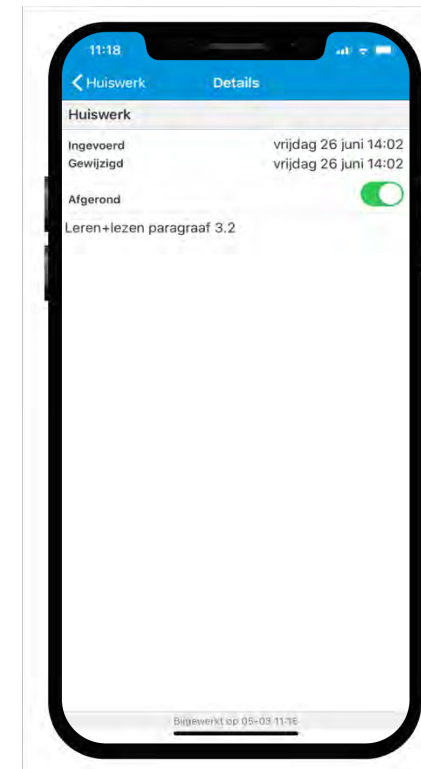 11:18
Huiswerk Details
Huiswerk
Ingevoerd vrijdag 26 juni 14:02
Gewijzigd vrijdag 26 juni 14:02
Afgerond
Leren+lezen paragraaf 3.2
Bijgewerkt op 05-03 11:16